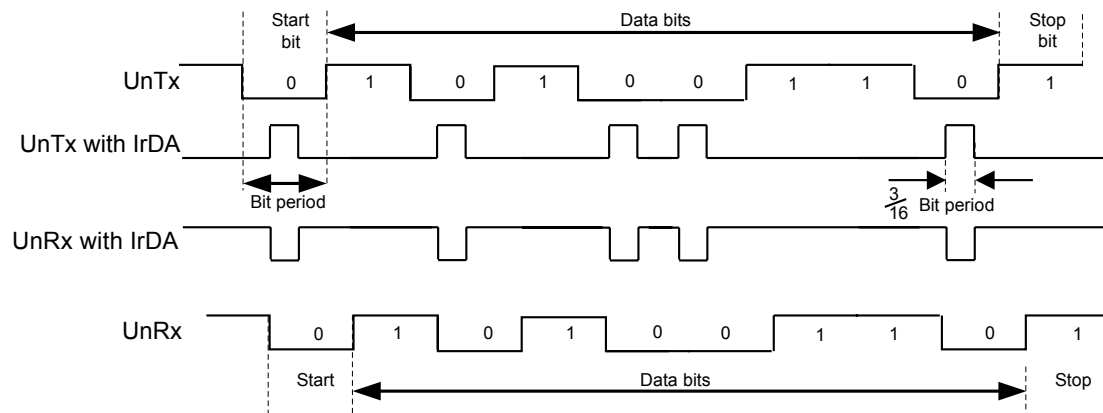 Start bit
Data bits
Stop bit
UnTx
0 1 0 1 0 0 1 1 0 1
UnTx with IrDA
Bit period
3/16 Bit period
UnRx with IrDA
UnRx
0 1 0 1 0 0 1 1 0 1
Start
Data bits
Stop